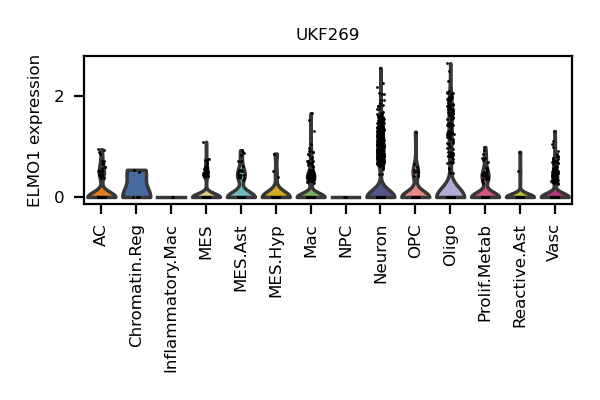 UKF269
ELMO1 expression
2
0
AC
Chromatin.Reg
Inflammatory.Mac
MES
MES.Ast
MES.Hyp
Mac
NPC
Neuron
OPC
Oligo
Prolif.Metab
Reactive.Ast
Vasc